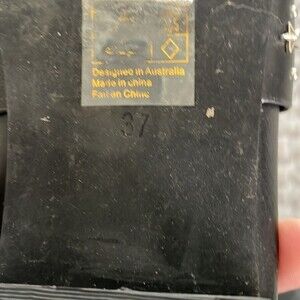 Designed in Australia
Made in china
Fait en Chine
37